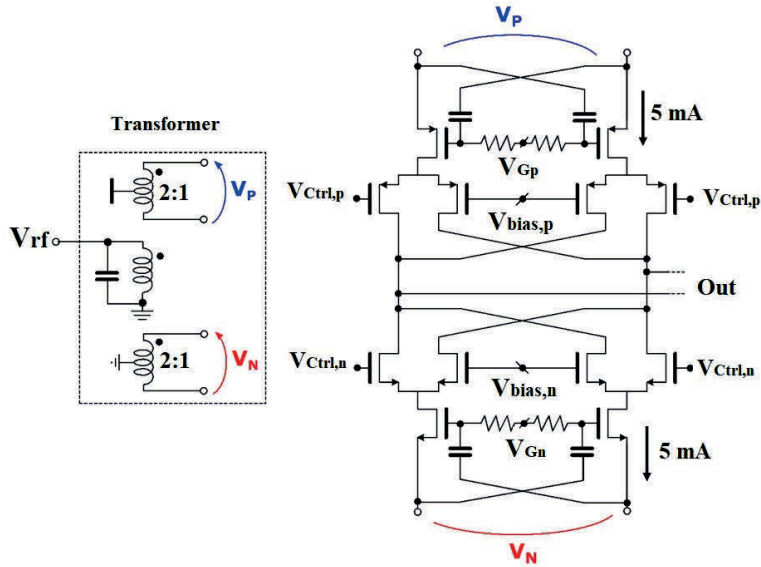 Transformer
2:1
VP
Vrf
2:1
VN
VP
5 mA
VGp
VCtrl,p
Vbias,p
VCtrl,p
Out
VCtrl,n
Vbias,n
VCtrl,n
VGn
5 mA
VN